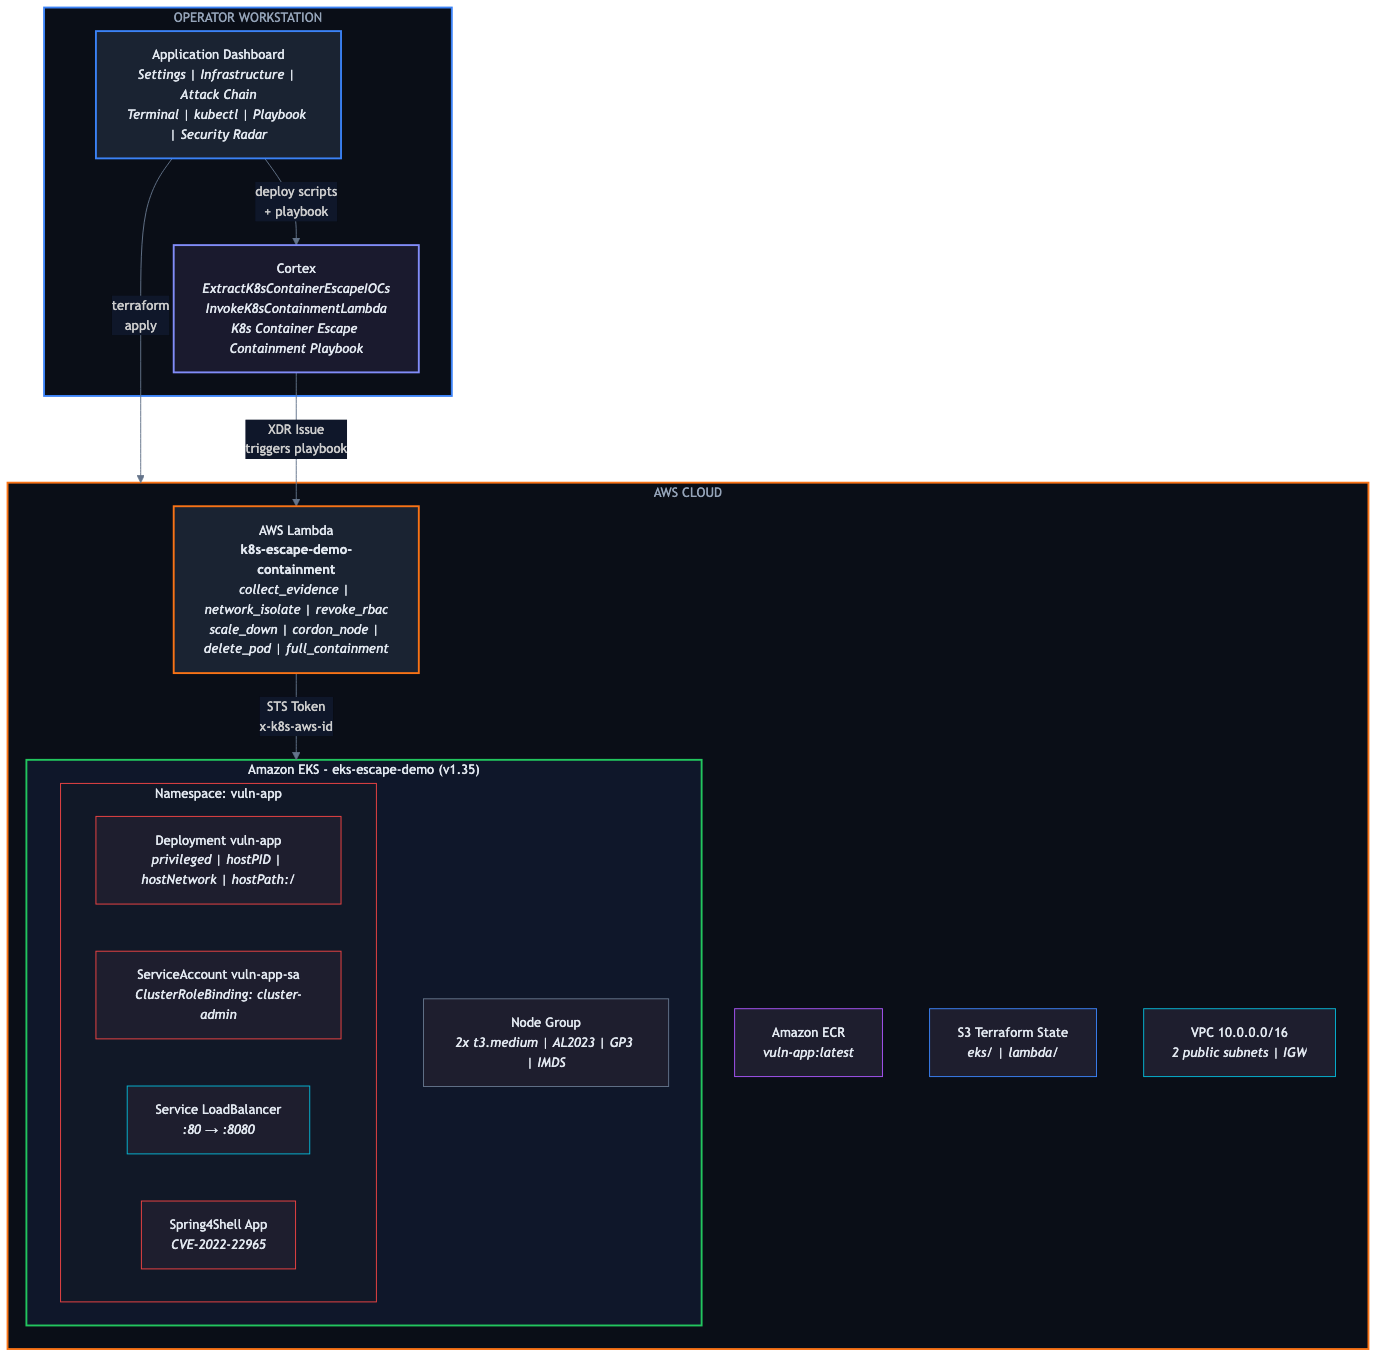 OPERATOR WORKSTATION
Application Dashboard
Settings | Infrastructure |
Attack Chain
Terminal | kubectl | Playbook
| Security Radar
deploy scripts
+ playbook
terraform
apply
Cortex
ExtractK8sContainerEscapeIOCs
InvokeK8sContainmentLambda
K8s Container Escape
Containment Playbook
XDR Issue
triggers playbook
AWS CLOUD
AWS Lambda
k8s-escape-demo-
containment
collect_evidence |
network_isolate | revoke_rbac
scale_down | cordon_node |
delete_pod | full_containment
STS Token
x-k8s-aws-id
Amazon EKS - eks-escape-demo (v1.35)
Namespace: vuln-app
Deployment vuln-app
privileged | hostPID |
hostNetwork | hostPath:/
ServiceAccount vuln-app-sa
ClusterRoleBinding: cluster-
admin
Service LoadBalancer
:80 → :8080
Spring4Shell App
CVE-2022-22965
Node Group
2x t3.medium | AL2023 | GP3
| IMDS
Amazon ECR
vuln-app:latest
S3 Terraform State
eks/ | lambda/
VPC 10.0.0.0/16
2 public subnets | IGW